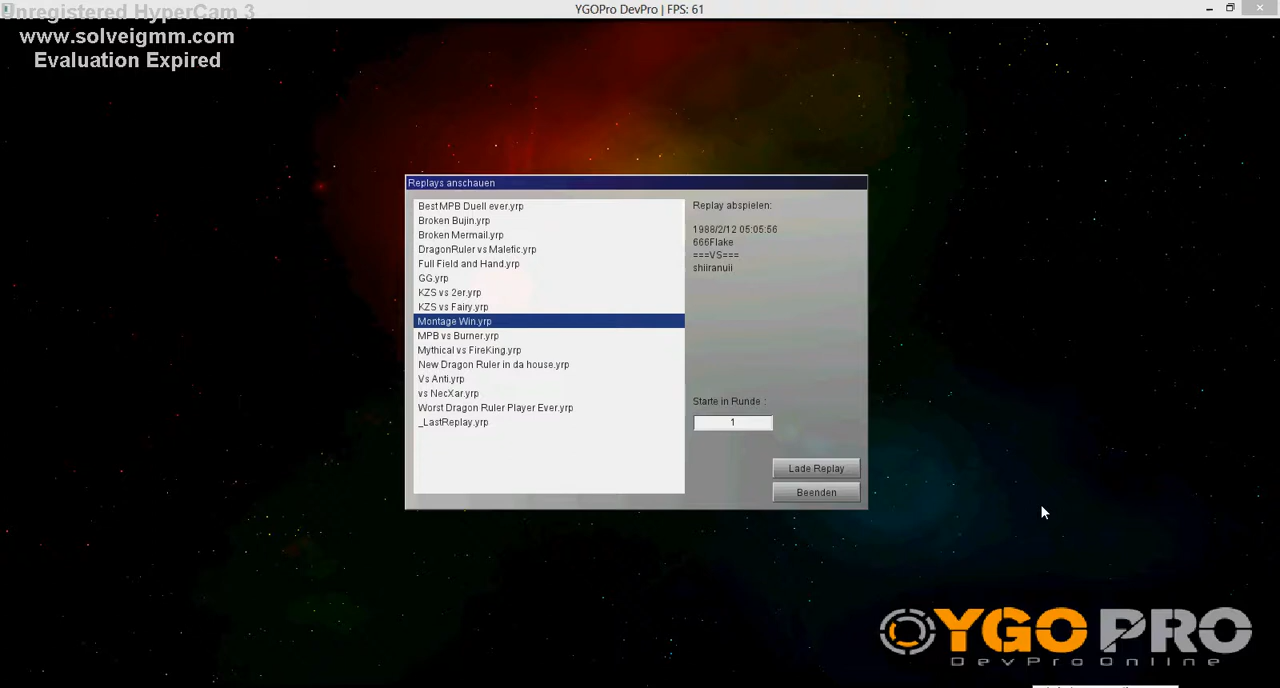 Unregistered HyperCam 3
www.solveigmm.com
Evaluation Expired
YGOPro DevPro | FPS: 61
Replays anschauen
Best MPB Duell ever.yrp
Broken Bujin.yrp
Broken Mermail.yrp
DragonRuler vs Malefic.yrp
Full Field and Hand.yrp
GG.yrp
KZS vs 2er.yrp
KZS vs Fairy.yrp
Montage Win.yrp
MPB vs Burner.yrp
Mythical vs FireKing.yrp
New Dragon Ruler in da house.yrp
Vs Anti.yrp
vs NecXar.yrp
Worst Dragon Ruler Player Ever.yrp
_LastReplay.yrp
Replay abspielen:
1988/2/12 05:05:56
666Flake
===VS===
shiiranuii
Starte in Runde :
1
Lade Replay
Beenden
YGO PRO
DevProOnline